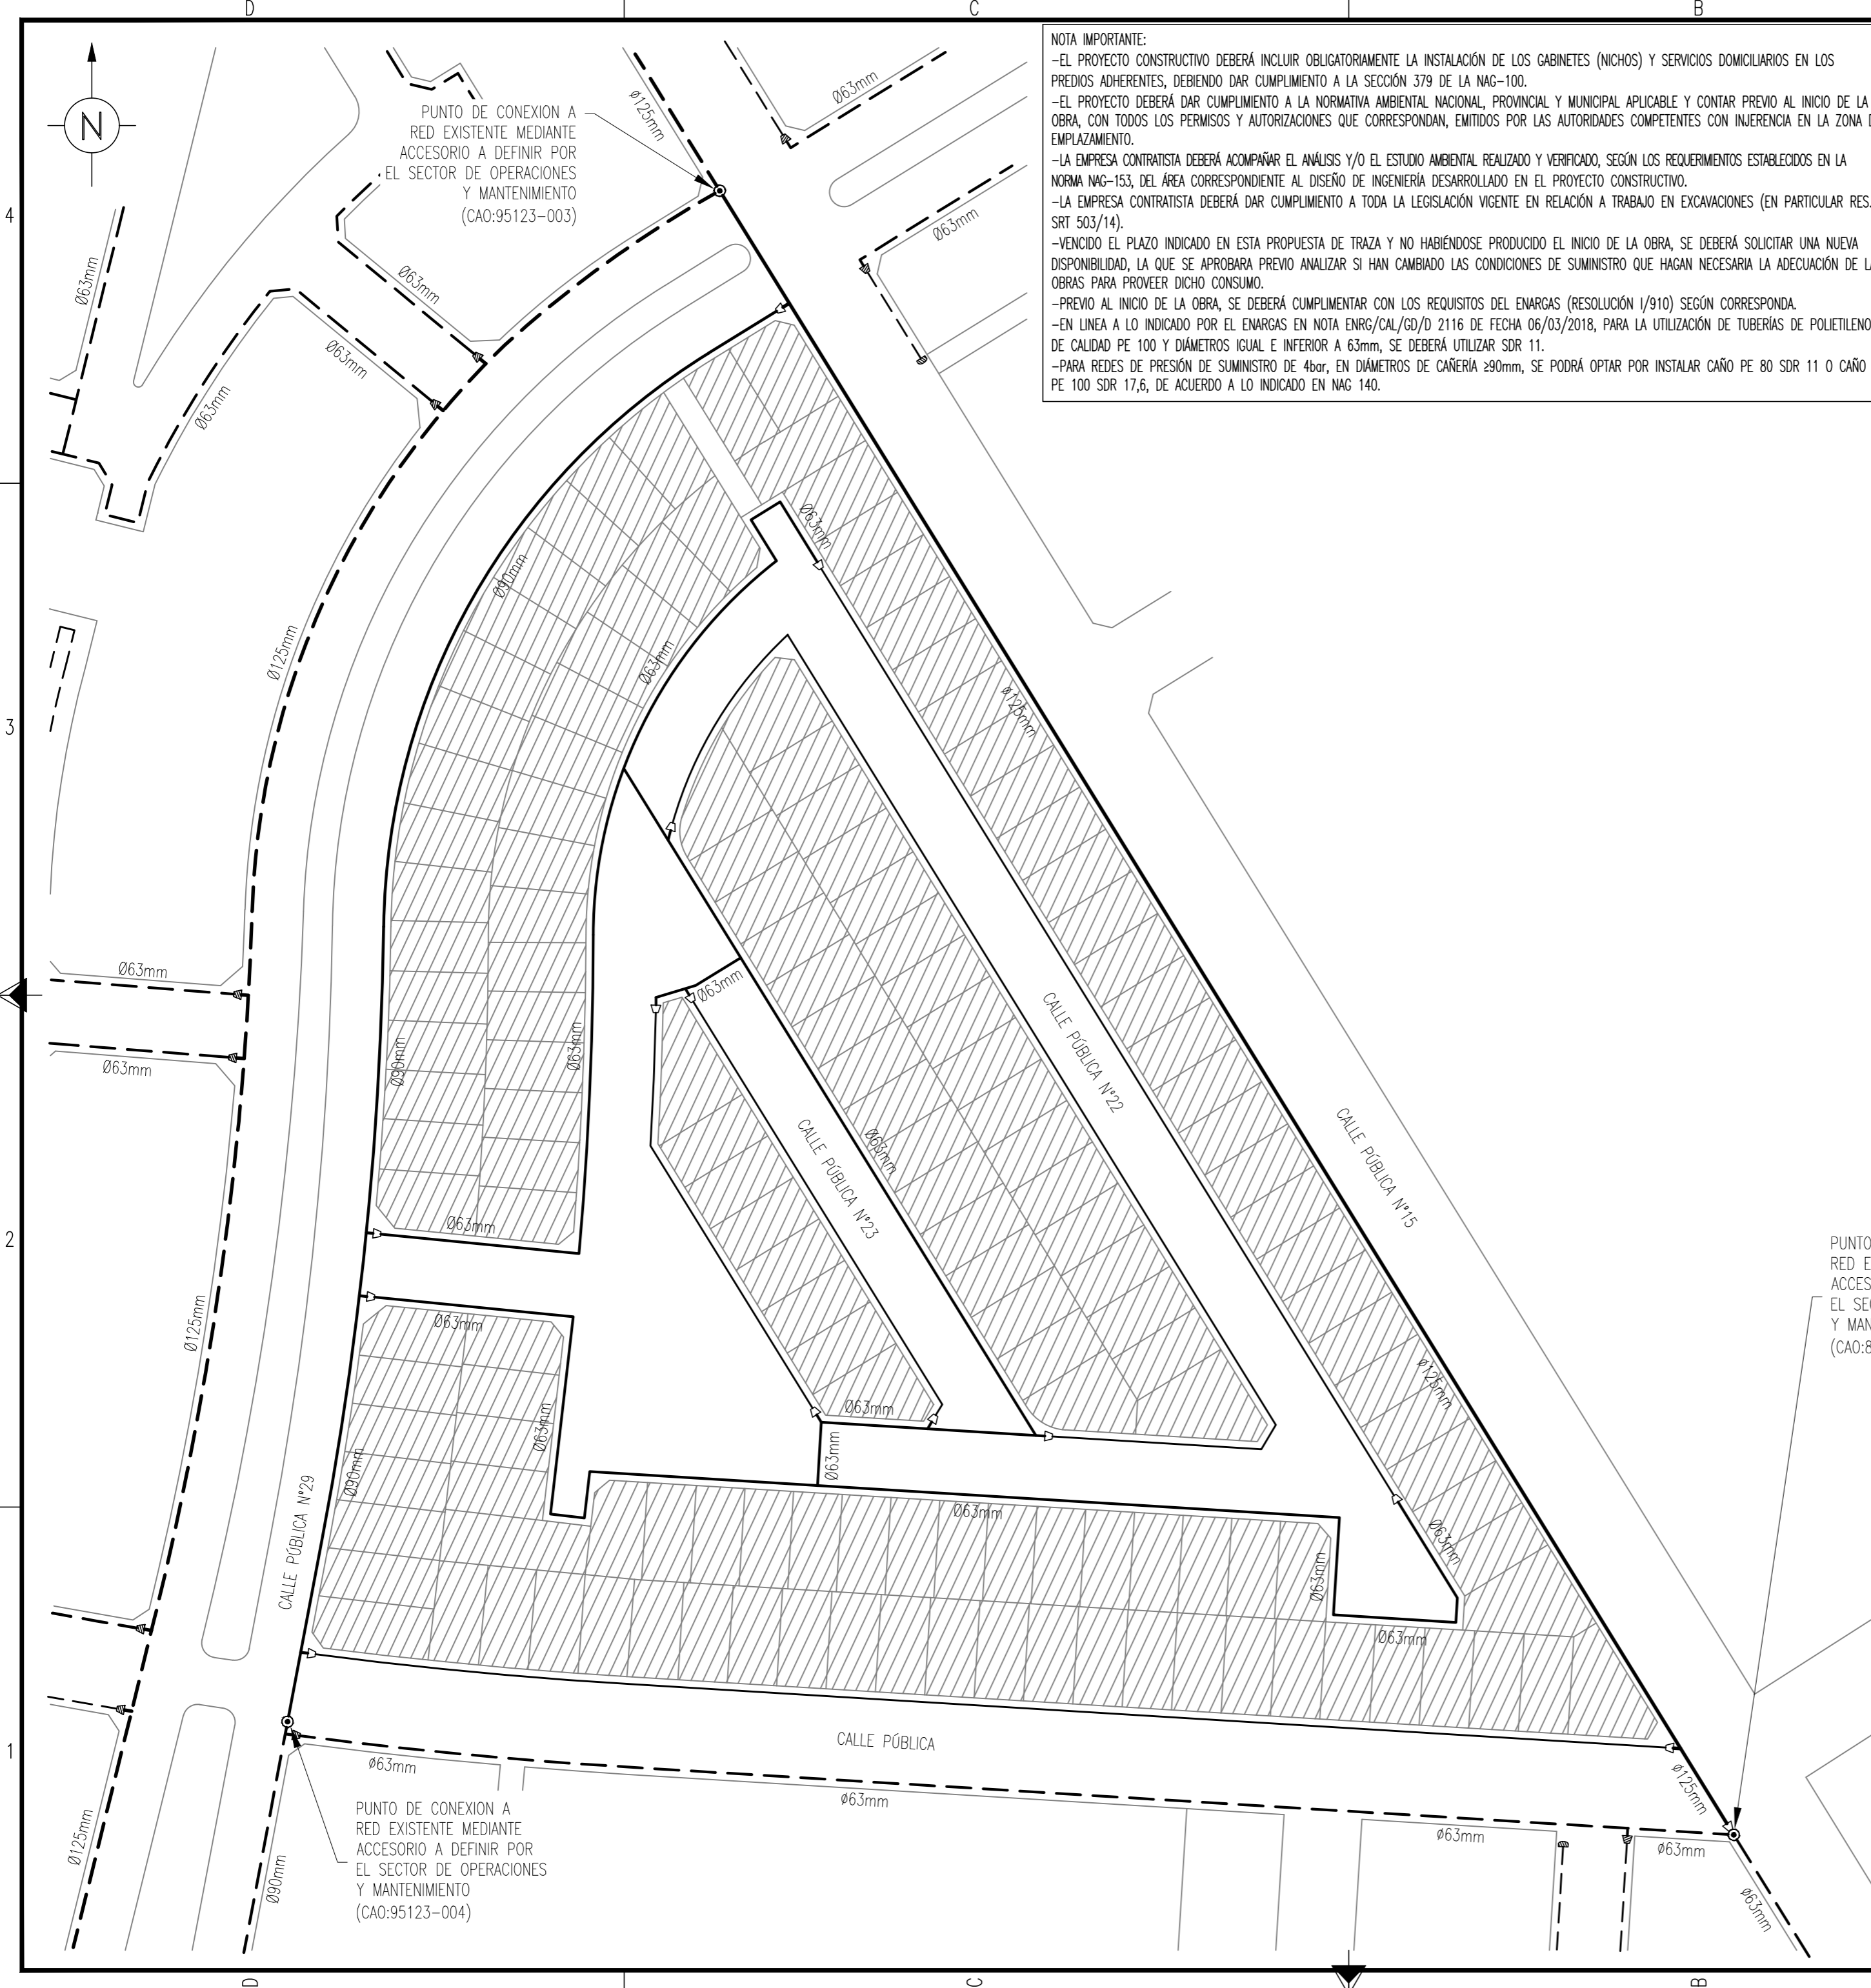 D
C
B
NOTA IMPORTANTE:
-EL PROYECTO CONSTRUCTIVO DEBERÁ INCLUIR OBLIGATORIAMENTE LA INSTALACIÓN DE LOS GABINETES (NICHOS) Y SERVICIOS DOMICILIARIOS EN LOS
PREDIOS ADHERENTES, DEBIENDO DAR CUMPLIMIENTO A LA SECCIÓN 379 DE LA NAG-100.
-EL PROYECTO DEBERÁ DAR CUMPLIMIENTO A LA NORMATIVA AMBIENTAL NACIONAL, PROVINCIAL Y MUNICIPAL APLICABLE Y CONTAR PREVIO AL INICIO DE LA
OBRA, CON TODOS LOS PERMISOS Y AUTORIZACIONES QUE CORRESPONDAN, EMITIDOS POR LAS AUTORIDADES COMPETENTES CON INJERENCIA EN LA ZONA
EMPLAZAMIENTO.
-LA EMPRESA CONTRATISTA DEBERÁ ACOMPAÑAR EL ANÁLISIS Y/O EL ESTUDIO AMBIENTAL REALIZADO Y VERIFICADO, SEGÚN LOS REQUERIMIENTOS ESTABLECIDOS EN LA
NORMA NAG-153, DEL ÁREA CORRESPONDIENTE AL DISEÑO DE INGENIERÍA DESARROLLADO EN EL PROYECTO CONSTRUCTIVO.
-LA EMPRESA CONTRATISTA DEBERÁ DAR CUMPLIMIENTO A TODA LA LEGISLACIÓN VIGENTE EN RELACIÓN A TRABAJO EN EXCAVACIONES (EN PARTICULAR RES.
SRT 503/14).
-VENCIDO EL PLAZO INDICADO EN ESTA PROPUESTA DE TRAZA Y NO HABIÉNDOSE PRODUCIDO EL INICIO DE LA OBRA, SE DEBERÁ SOLICITAR UNA NUEVA
DISPONIBILIDAD, LA QUE SE APROBARA PREVIO ANALIZAR SI HAN CAMBIADO LAS CONDICIONES DE SUMINISTRO QUE HAGAN NECESARIA LA ADECUACIÓN DE
OBRAS PARA PROVEER DICHO CONSUMO.
-PREVIO AL INICIO DE LA OBRA, SE DEBERÁ CUMPLIMENTAR CON LOS REQUISITOS DEL ENARGAS (RESOLUCIÓN I/910) SEGÚN CORRESPONDA.
-EN LINEA A LO INDICADO POR EL ENARGAS EN NOTA ENRG/CAL/GD/D 2116 DE FECHA 06/03/2018, PARA LA UTILIZACIÓN DE TUBERÍAS DE POLIETILENO
DE CALIDAD PE 100 Y DIÁMETROS IGUAL E INFERIOR A 63mm, SE DEBERÁ UTILIZAR SDR 11.
-PARA REDES DE PRESIÓN DE SUMINISTRO DE 4bar, EN DIÁMETROS DE CAÑERÍA ≥90mm, SE PODRÁ OPTAR POR INSTALAR CAÑO PE 80 SDR 11 O CAÑO
PE 100 SDR 17,6, DE ACUERDO A LO INDICADO EN NAG 140.
N
PUNTO DE CONEXION A
RED EXISTENTE MEDIANTE
ACCESORIO A DEFINIR POR
EL SECTOR DE OPERACIONES
Y MANTENIMIENTO
(CAO:95123-003)
Ø125mm
Ø63mm
4
Ø63mm
Ø63mm
Ø63mm
Ø63mm
Ø63mm
Ø63mm
Ø90mm
Ø125mm
Ø63mm
Ø125mm
3
Ø63mm
Ø63mm
Ø63mm
Ø90mm
Ø63mm
CALLE PÚBLICA N°22
CALLE PÚBLICA N°23
Ø63mm
CALLE PÚBLICA N°15
2
Ø63mm
PUNTO
RED E
ACCES
EL SE
Y MAN
(CAO:8
Ø125mm
Ø63mm
Ø125mm
Ø63mm
Ø63mm
Ø63mm
Ø90mm
CALLE PÚBLICA N°29
Ø63mm
Ø63mm
Ø63mm
Ø63mm
CALLE PÚBLICA
1
Ø63mm
Ø125mm
Ø63mm
Ø63mm
Ø63mm
Ø125mm
PUNTO DE CONEXION A
RED EXISTENTE MEDIANTE
ACCESORIO A DEFINIR POR
EL SECTOR DE OPERACIONES
Y MANTENIMIENTO
(CAO:95123-004)
Ø90mm
Ø63mm
D
C
B